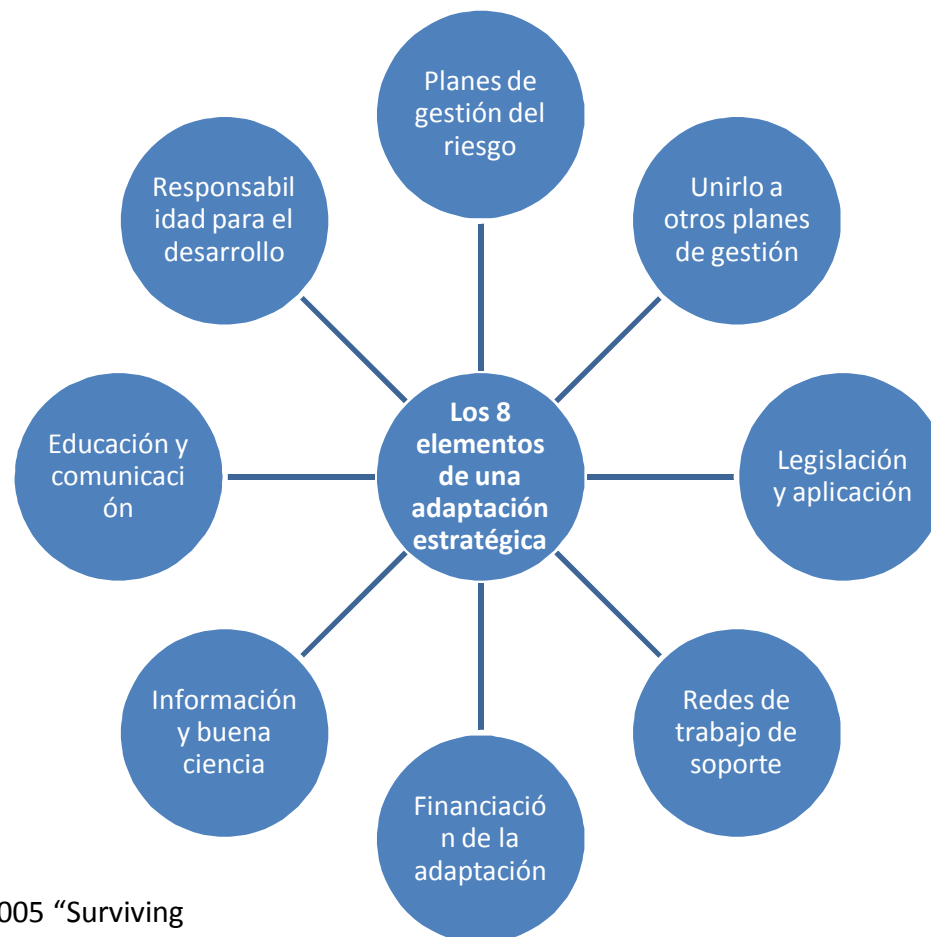 Planes de
gestión del
riesgo
Unirlo a
otros planes
de gestión
Legislación
y aplicación
Redes de
trabajo de
soporte
Financiació
n de la
adaptación
Información
y buena
ciencia
Educación y
comunicaci
ón
Responsabil
idad para el
desarrollo
Los 8
elementos
de una
adaptación
estratégica
005 “Surviving